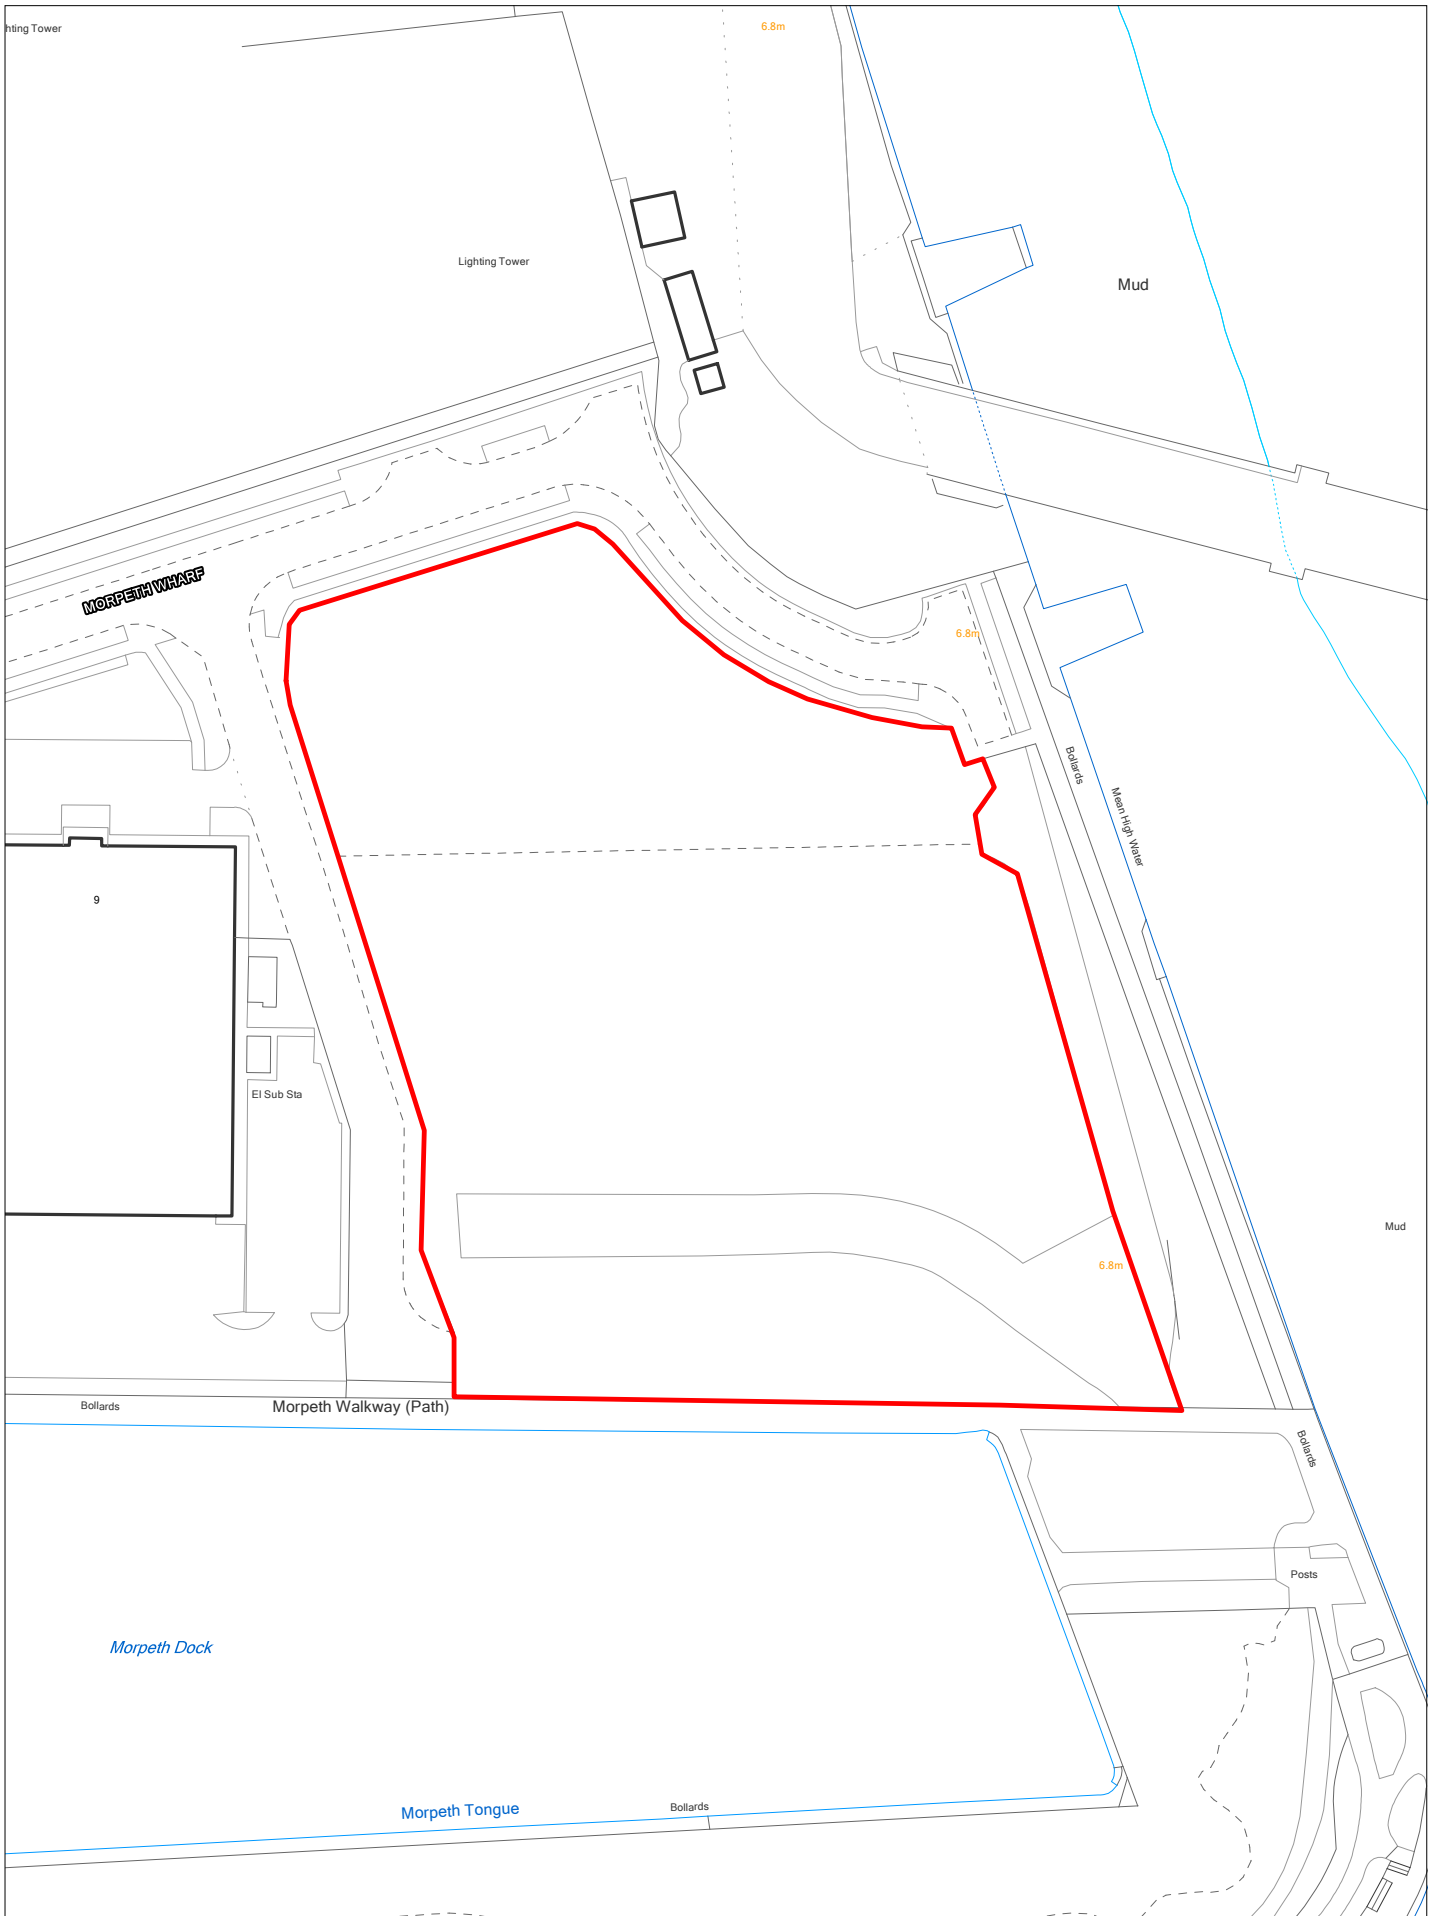 6.8m
hting Tower
Lighting Tower
Mud
MORPETH WHARF
6.8m
Bollards
Mean High Water
9
El Sub Sta
Mud
6.8m
Bollards
Morpeth Walkway (Path)
Bollards
Posts
Morpeth Dock
Morpeth Tongue
Bollards